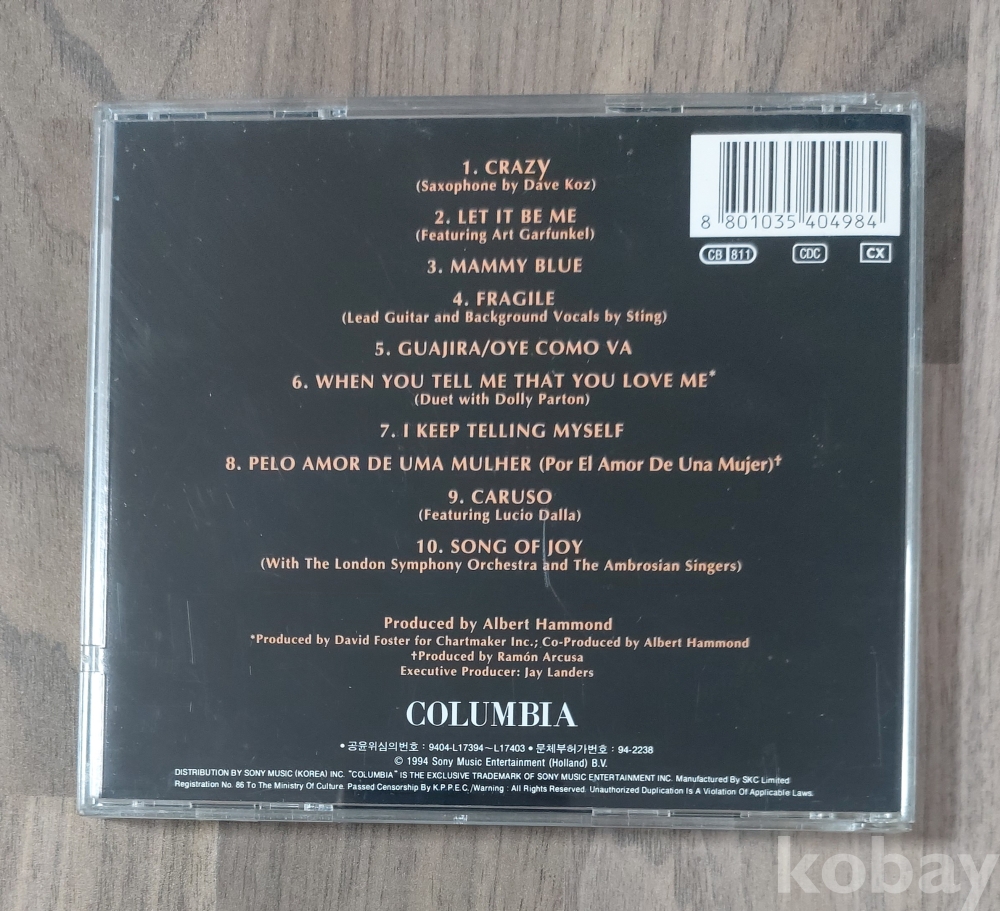 1. CRAZY
(Saxophone by Dave Koz)
2. LET IT BE ME
(Featuring Art Garfunkel)
3. MAMMY BLUE
4. FRAGILE
(Lead Guitar and Background Vocals by Sting)
5. GUAJIRA/OYE COMO VA
6. WHEN YOU TELL ME THAT YOU LOVE ME*
(Duet with Dolly Parton)
7. I KEEP TELLING MYSELF
8. PELO AMOR DE UMA MULHER (Por El Amor De Una Mujer)†
9. CARUSO
(Featuring Lucio Dalla)
10. SONG OF JOY
(With The London Symphony Orchestra and The Ambrosian Singers)
8 801035 404984
CB 811 CDC CX
Produced by Albert Hammond
*Produced by David Foster for Chartmaker Inc.; Co-Produced by Albert Hammond
†Produced by Ramón Arcusa
Executive Producer: Jay Landers
COLUMBIA
• 공윤위심의번호 : 9404-L17394~L17403 • 문체부허가번호 : 94-2238
© 1994 Sony Music Entertainment (Holland) B.V.
DISTRIBUTION BY SONY MUSIC (KOREA) INC. "COLUMBIA" IS THE EXCLUSIVE TRADEMARK OF SONY MUSIC ENTERTAINMENT INC. Manufactured By SKC Limited
Registration No. 86 To The Ministry Of Culture. Passed Censorship By K.P.P.E.C./Warning : All Rights Reserved. Unauthorized Duplication Is A Violation Of Applicable Laws.
kobay